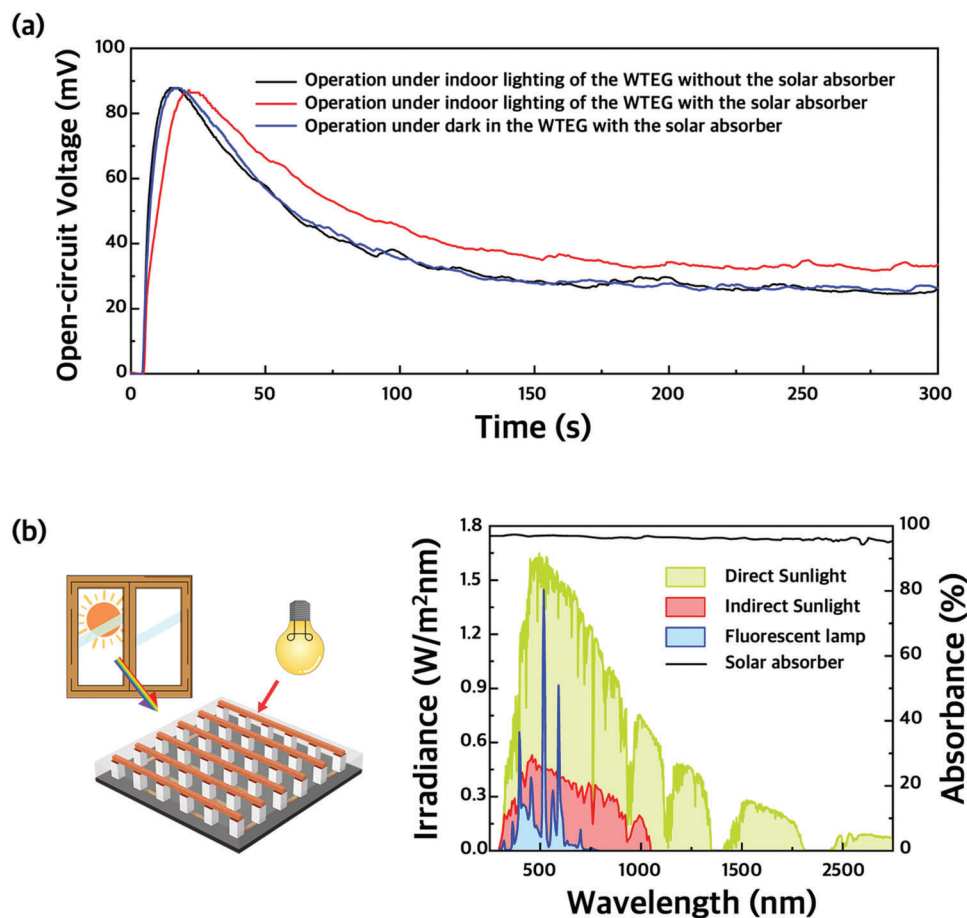 (a)
100
80
60
40
20
0
Open-circuit Voltage (mV)
Operation under indoor lighting of the WTEG without the solar absorber
Operation under indoor lighting of the WTEG with the solar absorber
Operation under dark in the WTEG with the solar absorber
0 50 100 150 200 250 300
Time (s)
(b)
1.8
1.5
1.2
0.9
0.6
0.3
0.0
Irradiance (W/m²nm)
Direct Sunlight
Indirect Sunlight
Fluorescent lamp
Solar absorber
100
80
60
40
20
0
Absorbance (%)
500 1000 1500 2500
Wavelength (nm)